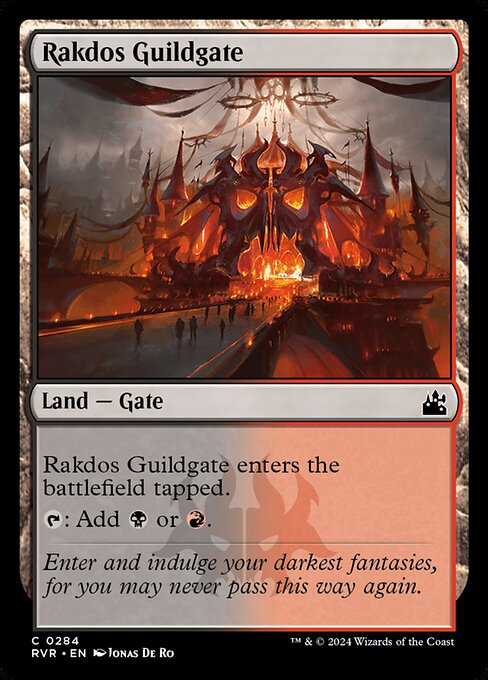 Rakdos Guildgate
Land — Gate
Rakdos Guildgate enters the
battlefield tapped.
: Add or .
Enter and indulge your darkest fantasies,
for you may never pass this way again.
C 0284
RVR • EN Jonas De Ro
™ & © 2024 Wizards of the Coast